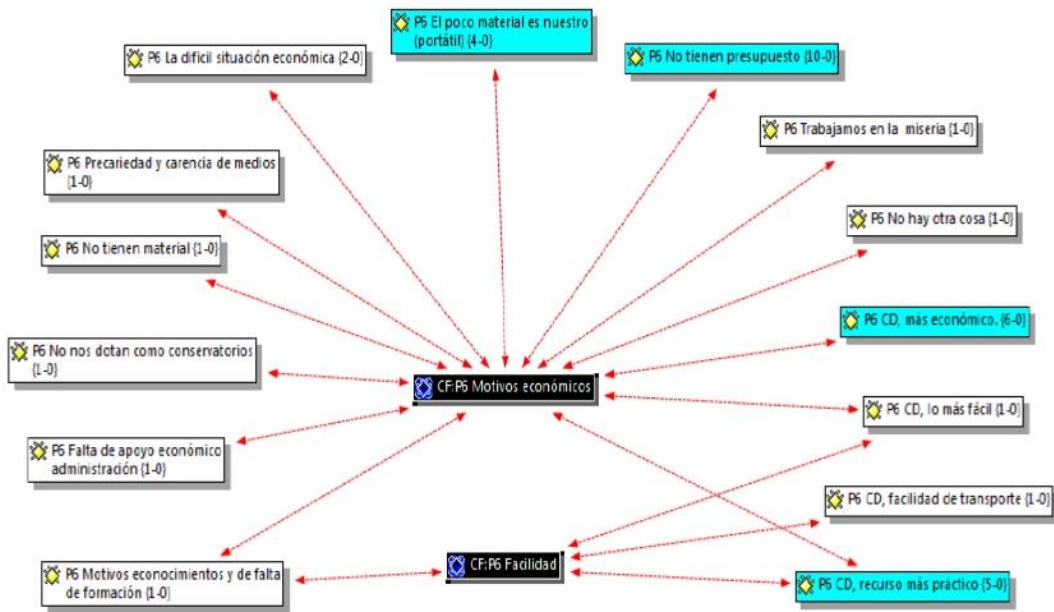 P6 El poco material es nuestro
(portátil) {4-0}
P6 La dificil situación económica {2-0}
P6 No tienen presupuesto {10-0}
P6 Trabajamos en la miseria {1-0}
P6 Precariedad y carencia de medios
{1-0}
P6 No hay otra cosa {1-0}
P6 No tienen material {1-0}
P6 CD, más económico. {6-0}
P6 No nos dotan como conservatorios
{1-0}
CF:P6 Motivos económicos
P6 CD, lo más fácil {1-0}
P6 Falta de apoyo económico
administración {1-0}
P6 CD, facilidad de transporte {1-0}
CF:P6 Facilidad
P6 Motivos econocimientos y de falta
de formación {1-0}
P6 CD, recurso más práctico {5-0}